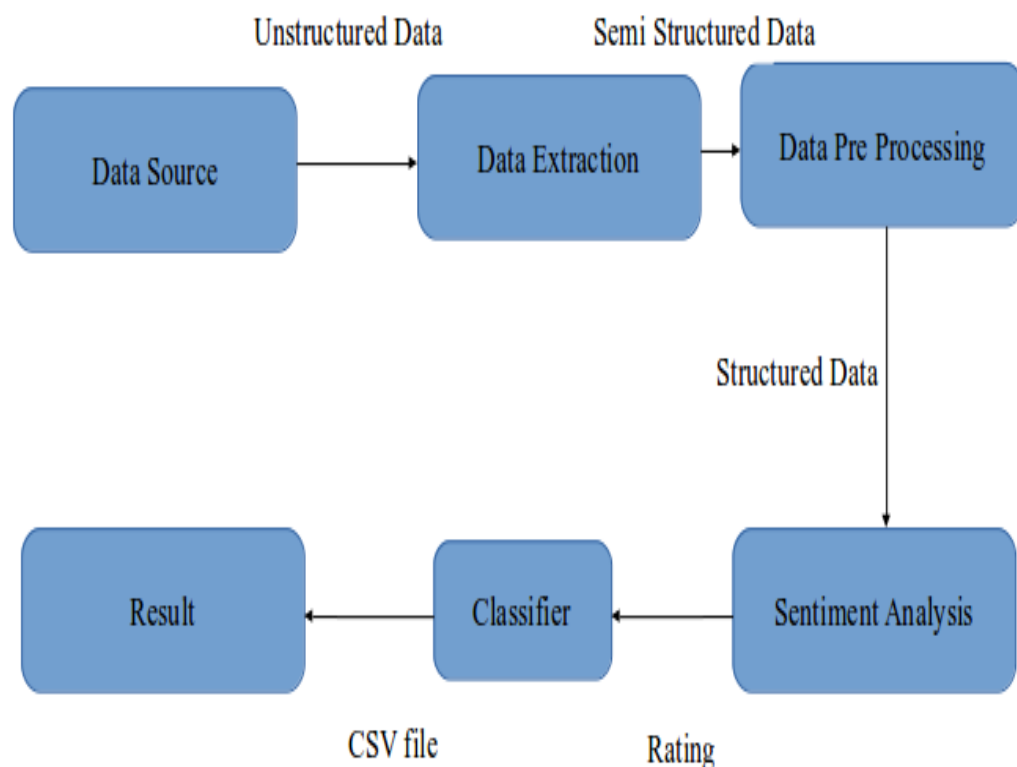 Unstructured Data
Semi Structured Data
Data Source
Data Extraction
Data Pre Processing
Structured Data
Result
Classifier
Sentiment Analysis
CSV file
Rating